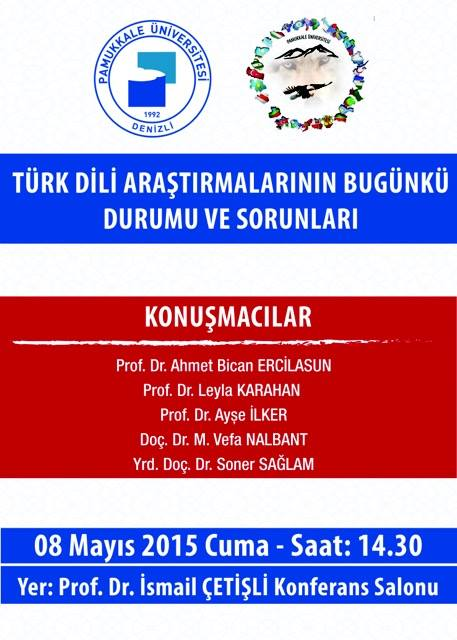 PAMUKKALE ÜNİVERSİTESİ
1992
DENİZLİ
PAMUKKALE ÜNİVERSİTESİ
TÜRK DİLİ ARAŞTIRMALARININ BUGÜNKÜ
DURUMU VE SORUNLARI
KONUŞMACILAR
Prof. Dr. Ahmet Bican ERCİLASUN
Prof. Dr. Leyla KARAHAN
Prof. Dr. Ayşe İLKER
Doç. Dr. M. Vefa NALBANT
Yrd. Doç. Dr. Soner SAĞLAM
08 Mayıs 2015 Cuma - Saat: 14.30
Yer: Prof. Dr. İsmail ÇETİŞLİ Konferans Salonu